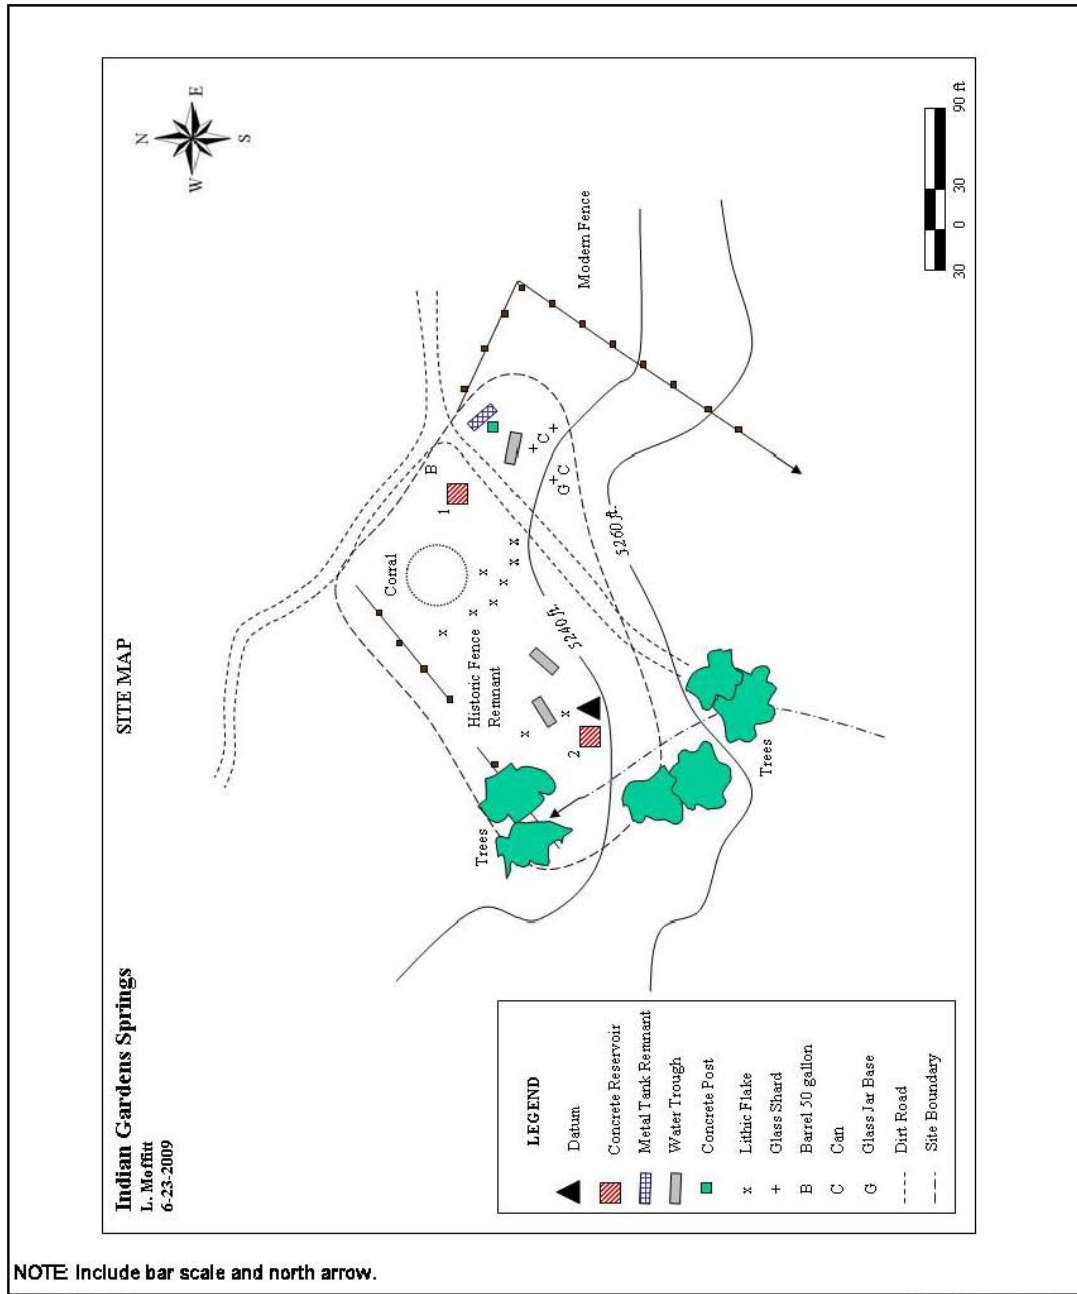 Indian Gardens Springs
L. Moffitt
6-23-2009
SITE MAP
N
E
S
W
Trees
Historic Fence
Remnant
Corral
1
B
2
5240 ft.
5260 ft.
Trees
Modern Fence
x
x
x
x
x
x
x
x
x
x
+
C
+
+
G
C
30
0
30
90 ft
LEGEND
Datum
Concrete Reservoir
Metal Tank Remnant
Water Trough
Concrete Post
x Lithic Flake
+ Glass Shard
B Barrel 50 gallon
C Can
G Glass Jar Base
Dirt Road
Site Boundary
NOTE: Include bar scale and north arrow.